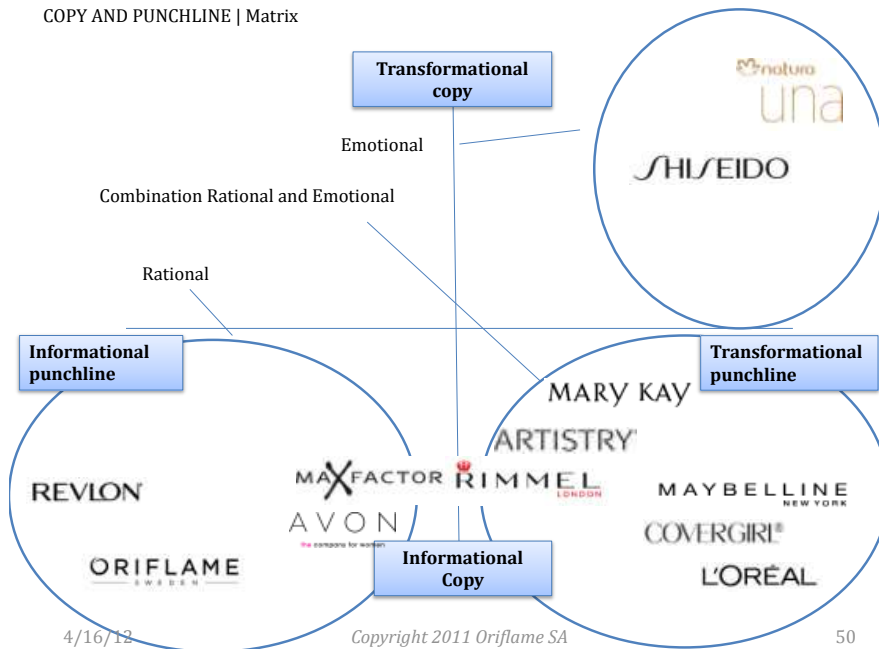 COPY AND PUNCHLINE | Matrix
Transformational
copy
natura
una
Emotional
SHISEIDO
Combination Rational and Emotional
Rational
Informational
punchline
Transformational
punchline
MARY KAY
ARTISTRY
MAXFACTOR
RIMMEL
LONDON
REVLON
MAYBELLINE
NEW YORK
AVON
the company for women
COVERGIRL®
ORIFLAME
SWEDEN
Informational
Copy
L'ORÉAL
4/16/12
Copyright 2011 Oriflame SA
50